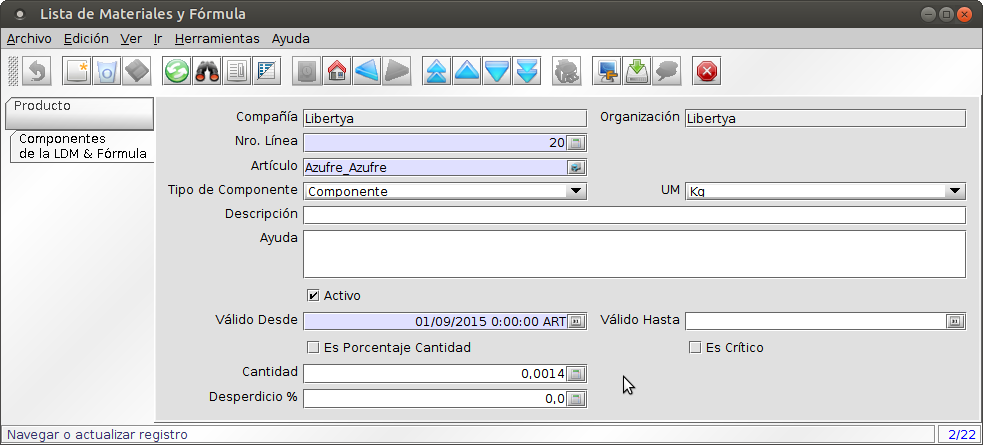 Lista de Materiales y Fórmula
Archivo Edición Ver Ir Herramientas Ayuda
Producto
Componentes
de la LDM & Fórmula
Compañía Libertya Organización Libertya
Nro. Línea 20
Artículo Azufre_Azufre
Tipo de Componente Componente UM Kg
Descripción
Ayuda
Activo
Válido Desde 01/09/2015 0:00:00 ART Válido Hasta
Es Porcentaje Cantidad Es Crítico
Cantidad 0,0014
Desperdicio % 0,0
Navegar o actualizar registro 2/22